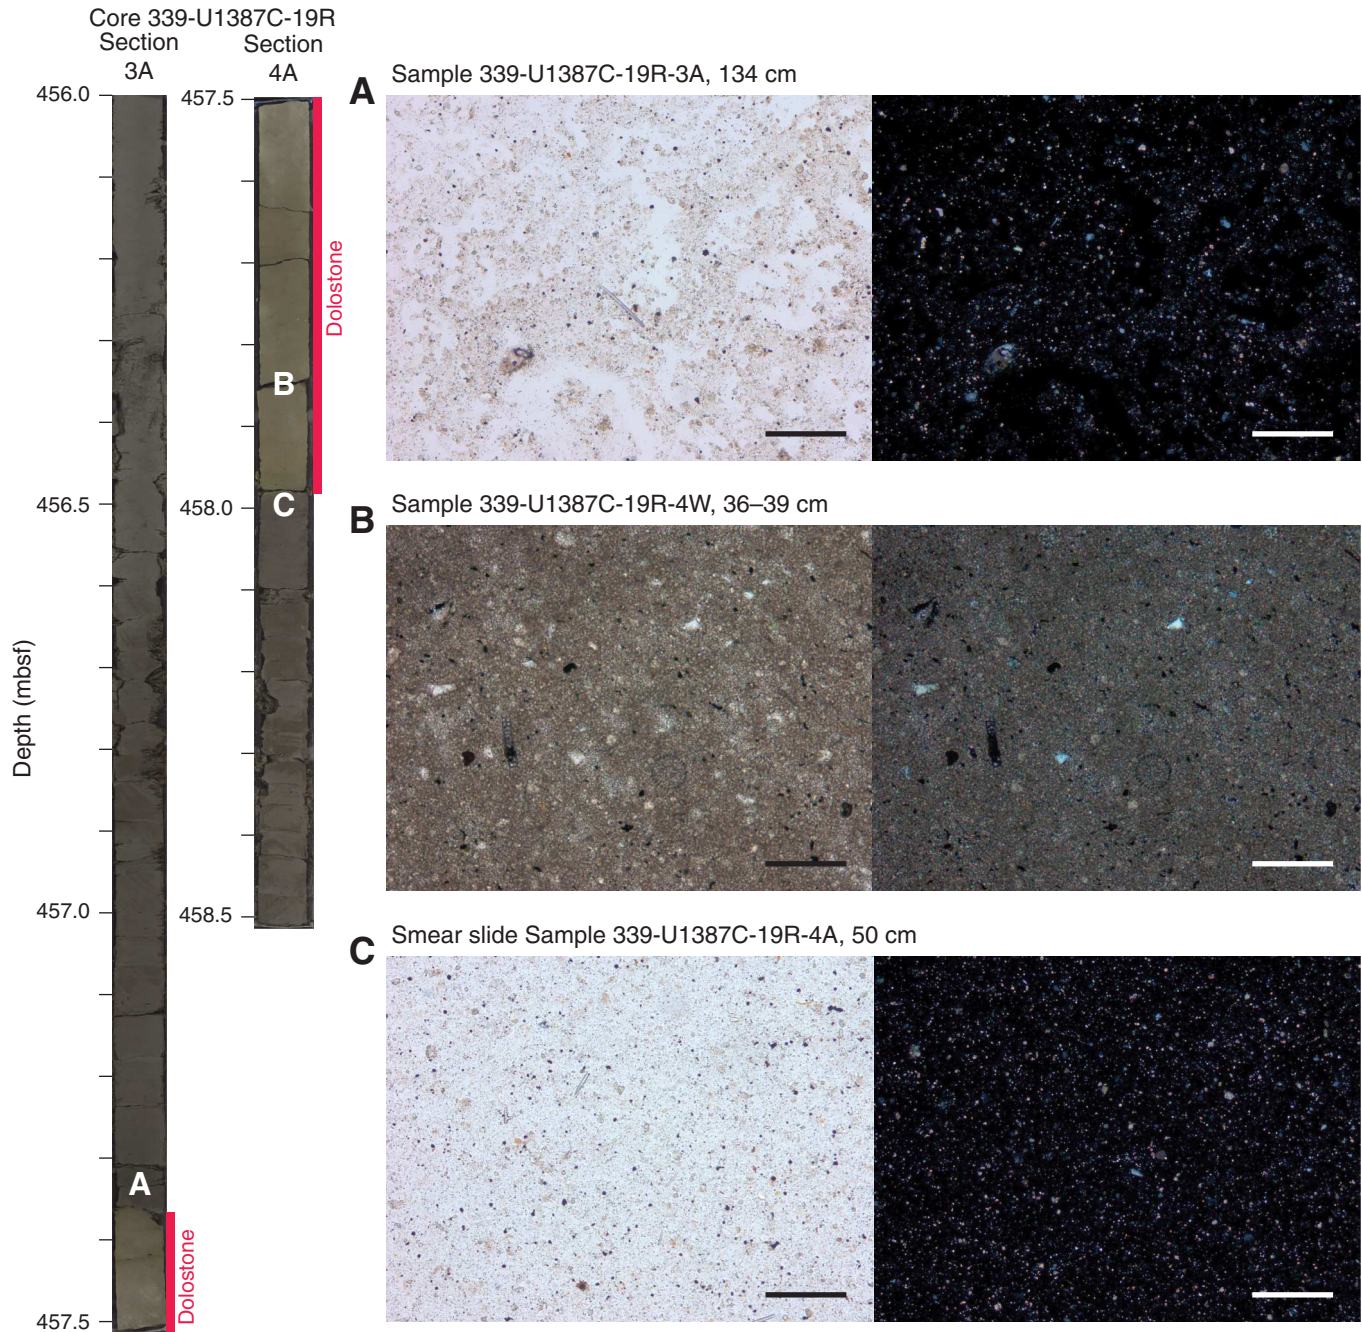 Core 339-U1387C-19R
Section
3A
Section
4A
456.0
456.5
457.0
457.5
Depth (mbsf)
A
Dolostone
457.5
458.0
458.5
B
C
Dolostone
A
Sample 339-U1387C-19R-3A, 134 cm
B
Sample 339-U1387C-19R-4W, 36–39 cm
C
Smear slide Sample 339-U1387C-19R-4A, 50 cm